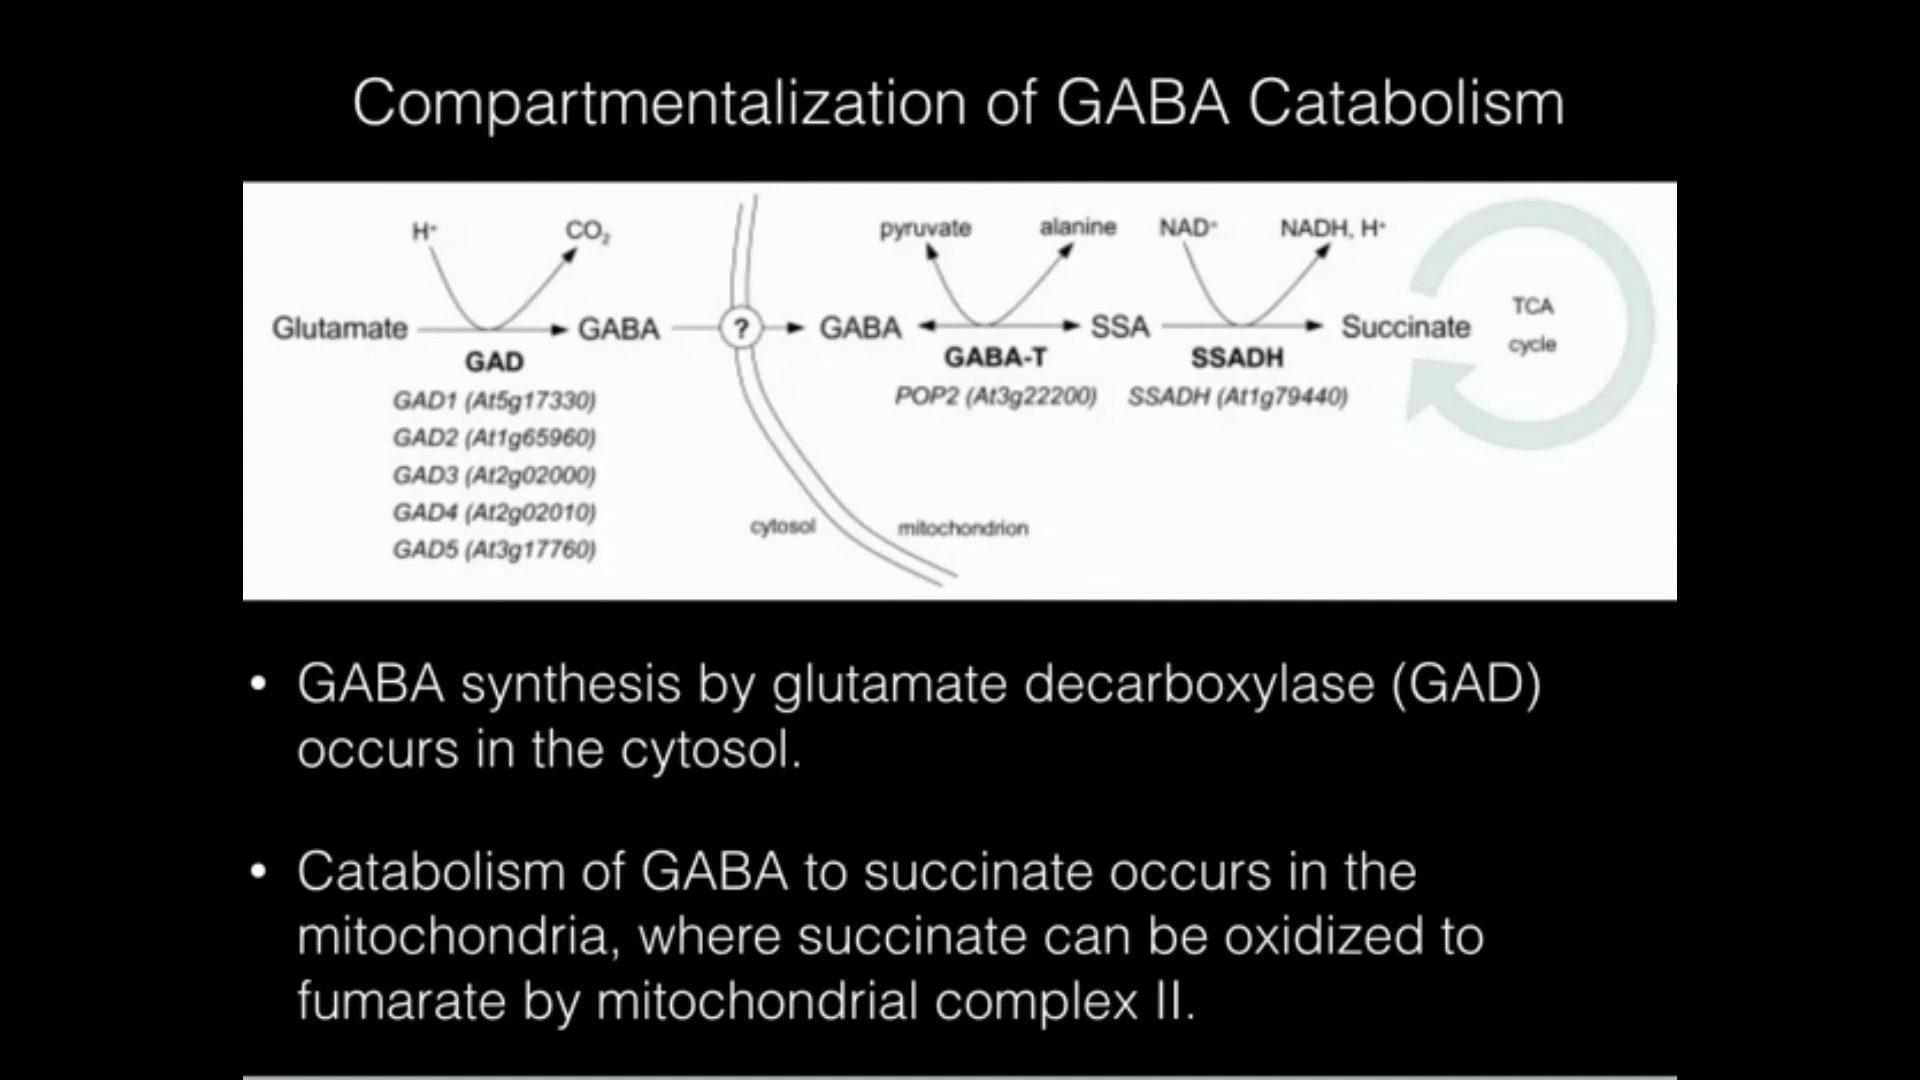 Compartmentalization of GABA Catabolism
H⁺ CO₂ pyruvate alanine NAD⁺ NADH, H⁺
Glutamate GABA ? GABA SSA Succinate TCA cycle
GAD GABA-T SSADH
GAD1 (At5g17330) POP2 (At3g22200) SSADH (At1g79440)
GAD2 (At1g65960)
GAD3 (At2g02000)
GAD4 (At2g02010)
GAD5 (At3g17760)
cytosol mitochondrion
• GABA synthesis by glutamate decarboxylase (GAD)
occurs in the cytosol.
• Catabolism of GABA to succinate occurs in the
mitochondria, where succinate can be oxidized to
fumarate by mitochondrial complex II.